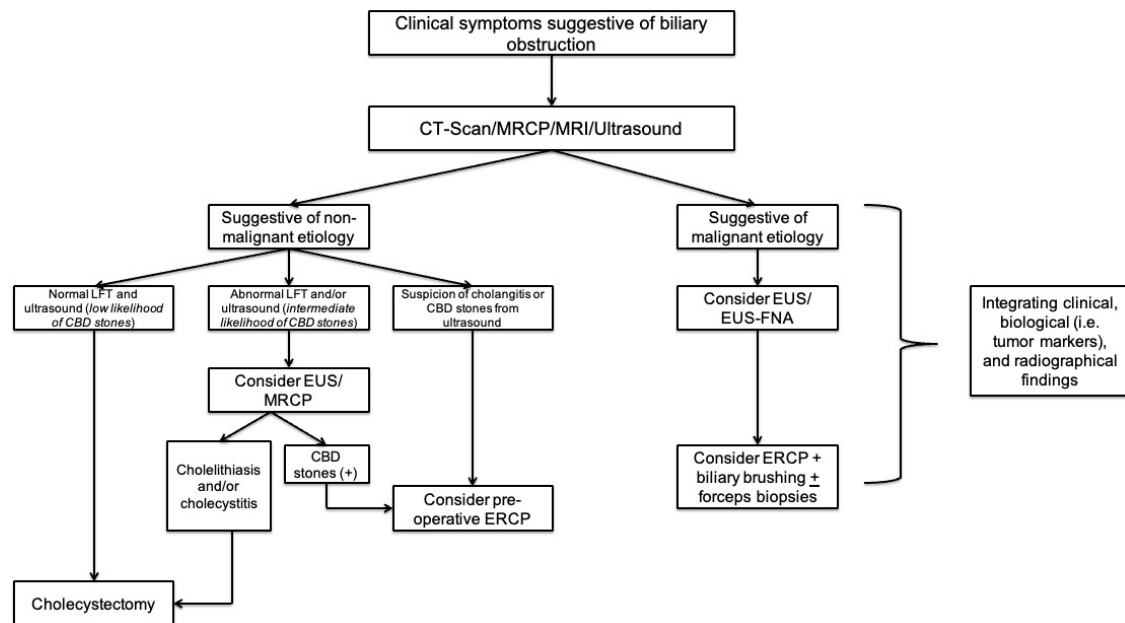 Clinical symptoms suggestive of biliary
obstruction
CT-Scan/MRCP/MRI/Ultrasound
Suggestive of non-
malignant etiology
Suggestive of
malignant etiology
Normal LFT and
ultrasound (low likelihood
of CBD stones)
Abnormal LFT and/or
ultrasound (intermediate
likelihood of CBD stones)
Suspicion of cholangitis or
CBD stones from
ultrasound
Consider EUS/
EUS-FNA
Integrating clinical,
biological (i.e.
tumor markers),
and radiographical
findings
Consider EUS/
MRCP
Cholelithiasis
and/or
cholecystitis
CBD
stones (+)
Consider pre-
operative ERCP
Consider ERCP +
biliary brushing ±
forceps biopsies
Cholecystectomy